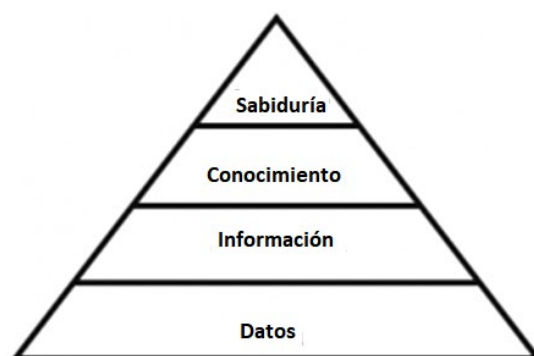 Sabiduría
Conocimiento
Información
Datos